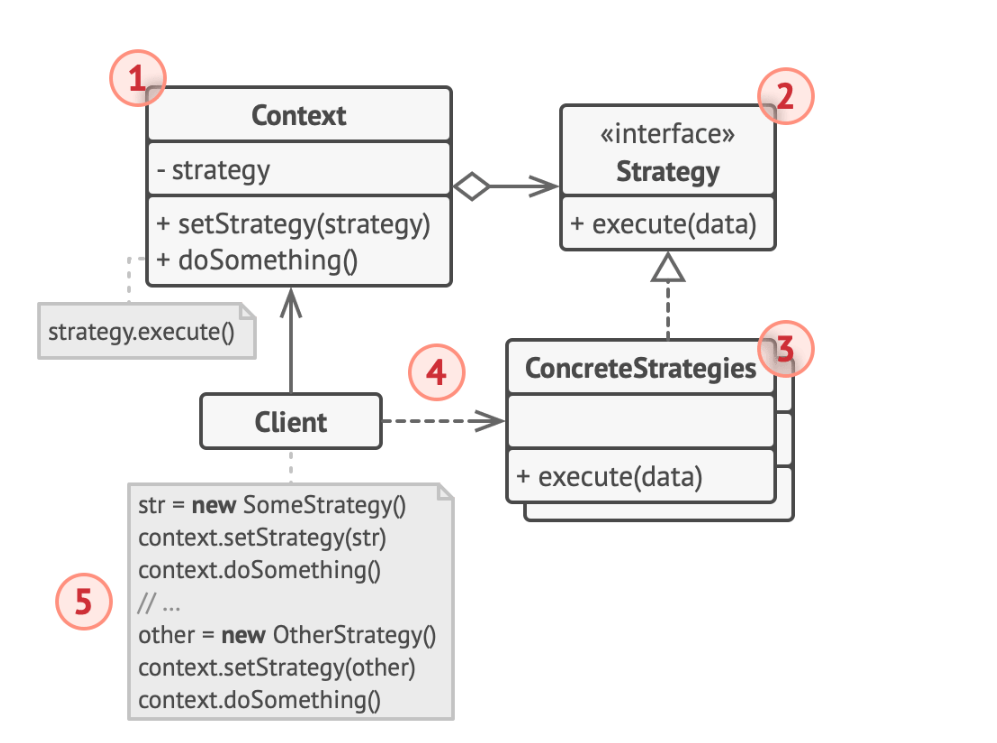 1
Context
- strategy
+ setStrategy(strategy)
+ doSomething()
strategy.execute()
2
«interface»
Strategy
+ execute(data)
3
ConcreteStrategies
+ execute(data)
4
Client
5
str = new SomeStrategy()
context.setStrategy(str)
context.doSomething()
// ...
other = new OtherStrategy()
context.setStrategy(other)
context.doSomething()